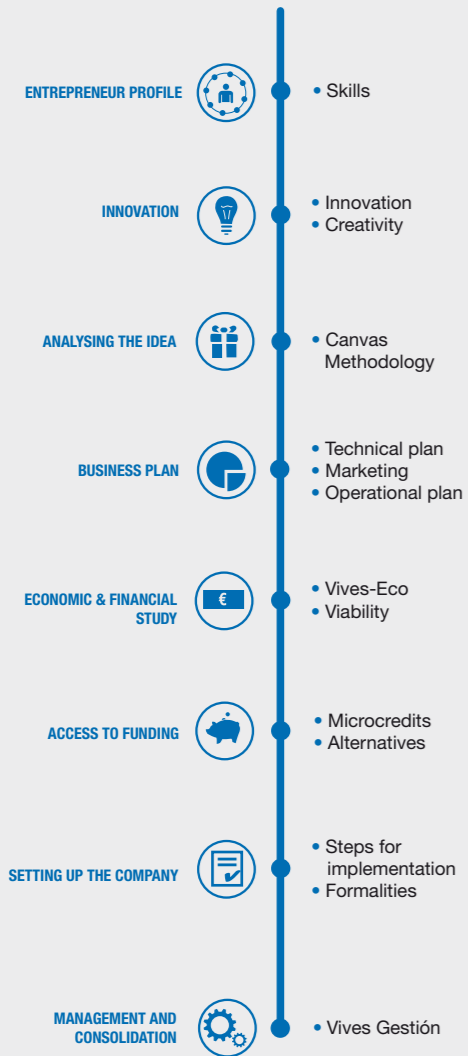 ENTREPRENEUR PROFILE
• Skills
INNOVATION
• Innovation
• Creativity
ANALYSING THE IDEA
• Canvas
Methodology
BUSINESS PLAN
• Technical plan
• Marketing
• Operational plan
ECONOMIC & FINANCIAL
STUDY
€
• Vives-Eco
• Viability
ACCESS TO FUNDING
• Microcredits
• Alternatives
SETTING UP THE COMPANY
• Steps for
implementation
• Formalities
MANAGEMENT AND
CONSOLIDATION
• Vives Gestión